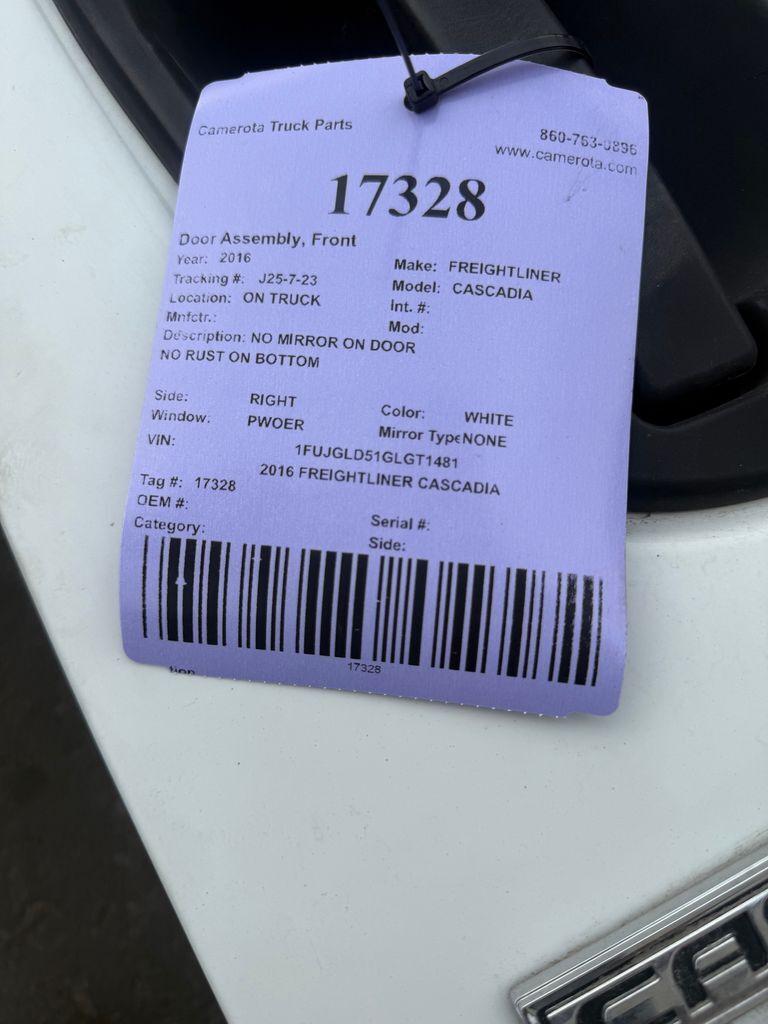 Camerota Truck Parts
860-763-0896
www.camerota.com
17328
Door Assembly, Front
Year: 2016
Make: FREIGHTLINER
Tracking #: J25-7-23
Model: CASCADIA
Location: ON TRUCK
Int. #:
Mnfctr.:
Mod:
Description: NO MIRROR ON DOOR
NO RUST ON BOTTOM
Side: RIGHT
Color: WHITE
Window: PWOER
Mirror Type NONE
VIN: 1FUJGLD51GLGT1481
2016 FREIGHTLINER CASCADIA
Tag #: 17328
OEM #:
Serial #:
Category:
Side:
17328
tion
CA